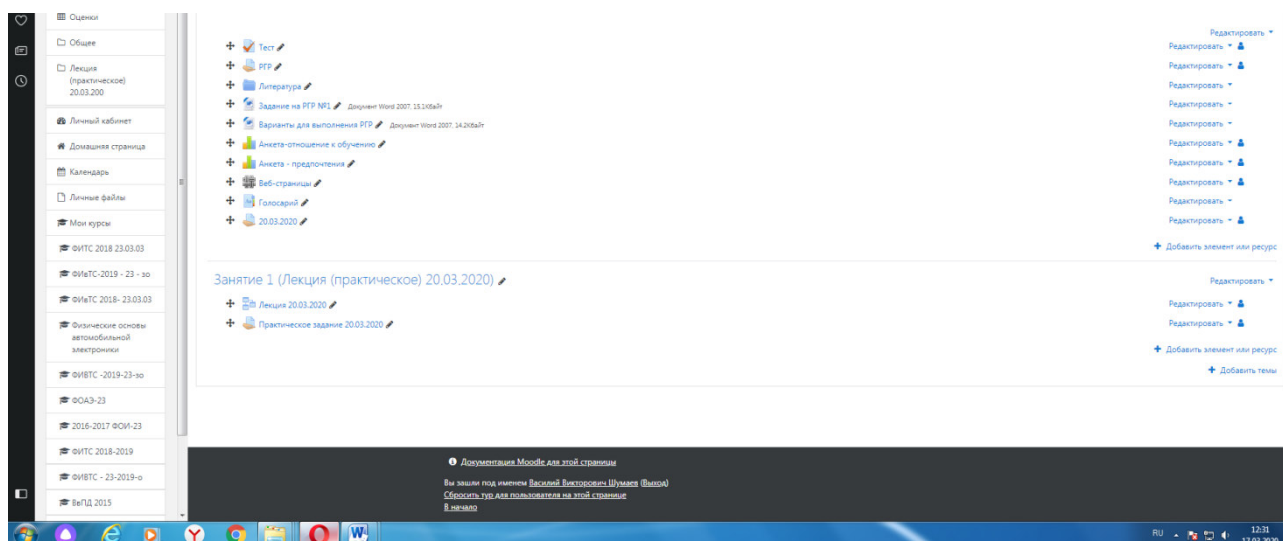 Оценки
Общее
Лекция
(практическое)
20.03.200
Личный кабинет
Домашняя страница
Календарь
Личные файлы
Мои курсы
ФИТС 2018 23.03.03
ФИвТС-2019 - 23 - зо
ФИвТС 2018- 23.03.03
Физические основы
автомобильной
электроники
ФИВТС -2019-23-зо
ФОАЭ-23
2016-2017 ФОИ-23
ФИТС 2018-2019
ФИВТС - 23-2019-о
ВвПД 2015
Редактировать
Тест Редактировать
РГР Редактировать
Литература Редактировать
Задание на РГР №1 Документ Word 2007, 15.1Кбайт Редактировать
Варианты для выполнения РГР Документ Word 2007, 14.2Кбайт Редактировать
Анкета-отношение к обучению Редактировать
Анкета - предпочтения Редактировать
Веб-страницы Редактировать
Голосарий Редактировать
20.03.2020 Редактировать
Добавить элемент или ресурс
Занятие 1 (Лекция (практическое) 20.03.2020) Редактировать
Лекция 20.03.2020 Редактировать
Практическое задание 20.03.2020 Редактировать
Добавить элемент или ресурс
Добавить темы
Документация Moodle для этой страницы
Вы зашли под именем Василий Викторович Шумаев (Выход)
Сбросить тур для пользователя на этой странице
В начало
RU 12:31
17.03.2020